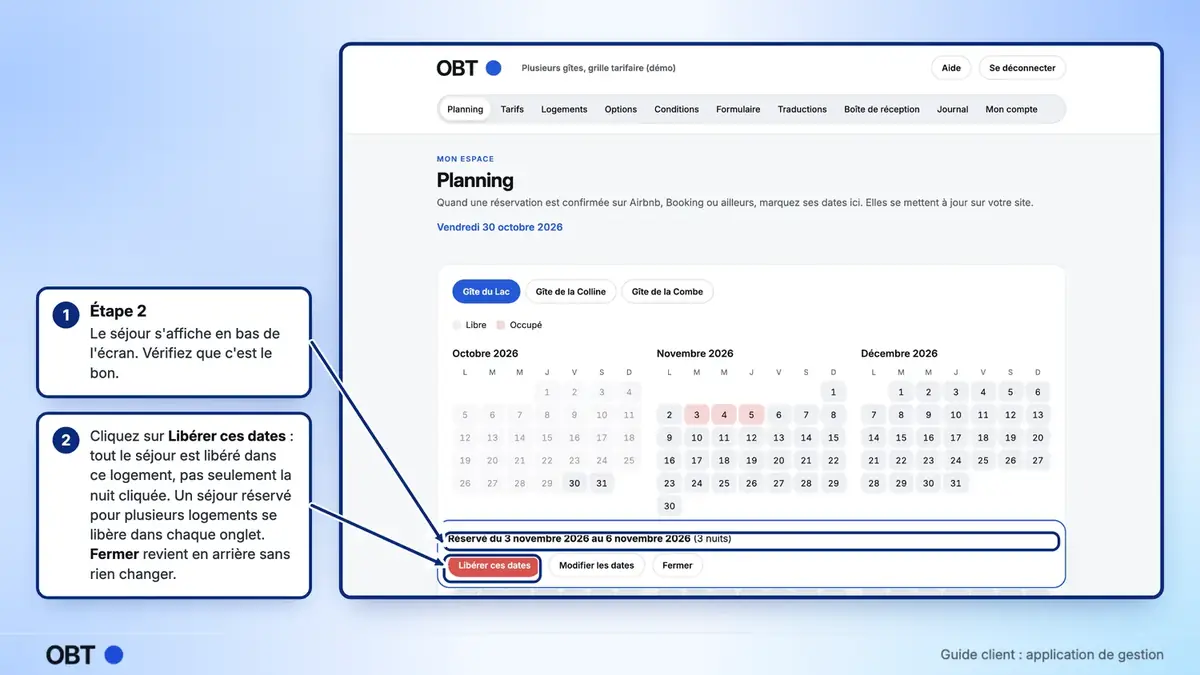 OBT
Plusieurs gîtes, grille tarifaire (démo)
Aide
Se déconnecter
Planning Tarifs Logements Options Conditions Formulaire Traductions Boîte de réception Journal Mon compte
MON ESPACE
Planning
Quand une réservation est confirmée sur Airbnb, Booking ou ailleurs, marquez ses dates ici. Elles se mettent à jour sur votre site.
Vendredi 30 octobre 2026
Gîte du Lac Gîte de la Colline Gîte de la Combe
Libre Occupé
Octobre 2026
L M M J V S D
1 2 3 4
5 6 7 8 9 10 11
12 13 14 15 16 17 18
19 20 21 22 23 24 25
26 27 28 29 30 31
Novembre 2026
L M M J V S D
1
2 3 4 5 6 7 8
9 10 11 12 13 14 15
16 17 18 19 20 21 22
23 24 25 26 27 28 29
30
Décembre 2026
L M M J V S D
1 2 3 4 5 6
7 8 9 10 11 12 13
14 15 16 17 18 19 20
21 22 23 24 25 26 27
28 29 30 31
Réservé du 3 novembre 2026 au 6 novembre 2026 (3 nuits)
Libérer ces dates Modifier les dates Fermer
1
Étape 2
Le séjour s'affiche en bas de
l'écran. Vérifiez que c'est le
bon.
2
Cliquez sur Libérer ces dates :
tout le séjour est libéré dans
ce logement, pas seulement la
nuit cliquée. Un séjour réservé
pour plusieurs logements se
libère dans chaque onglet.
Fermer revient en arrière sans
rien changer.
OBT
Guide client : application de gestion